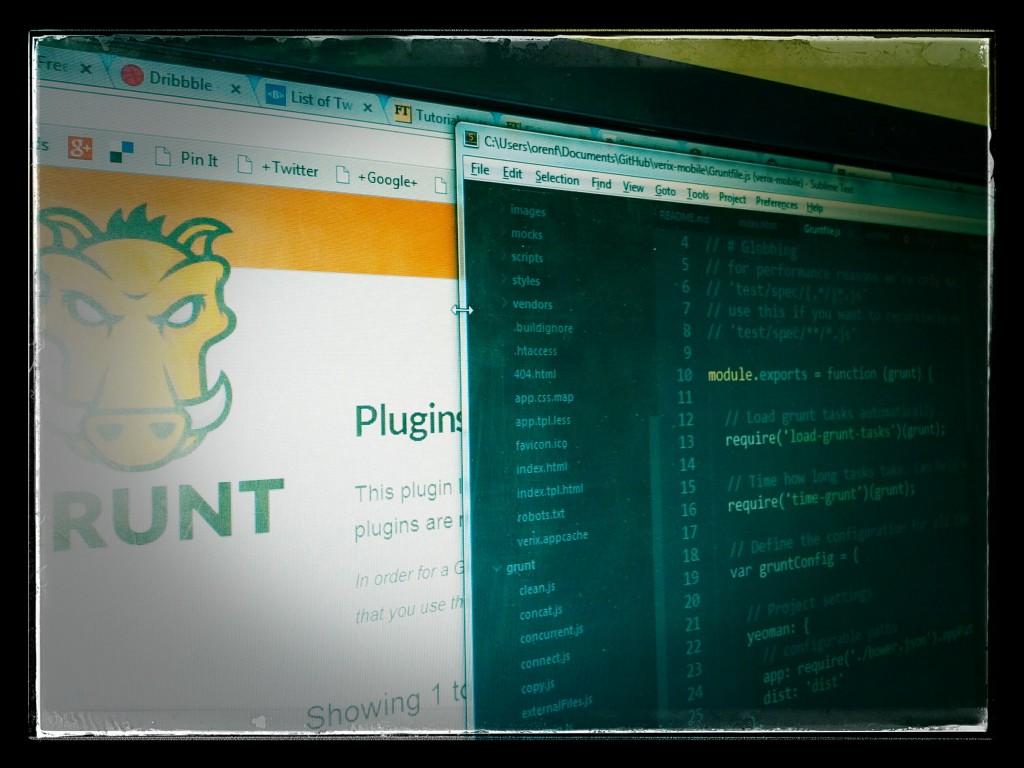 Free
Dribbble
List of Tw
FT Tutorial
g+
Pin It
+Twitter
+Google+
RUNT
Plugins
This plugin
plugins are
In order for a G
that you use th
Showing 1 to
C:\Users\orenf\Documents\GitHub\verix-mobile\Gruntfile.js (verix-mobile) - Sublime Text
File Edit Selection Find View Goto Tools Project Preferences Help
images
mocks
scripts
styles
vendors
.buildignore
.htaccess
404.html
app.css.map
app.tpl.less
favicon.ico
index.html
index.tpl.html
robots.txt
verix.appcache
grunt
clean.js
concat.js
concurrent.js
connect.js
copy.js
externalFiles.js
README.md index.html Gruntfile.js
4 // # Globbing
5 // for performance reasons we're only
6 // 'test/spec/{,*/}*.js'
7 // use this if you want to recursively
8 // 'test/spec/**/*.js'
9
10 module.exports = function (grunt) {
11
12 // Load grunt tasks automatically
13 require('load-grunt-tasks')(grunt);
14
15 // Time how long tasks take.
16 require('time-grunt')(grunt);
17
18 // Define the configuration for all the
19 var gruntConfig = {
20
21 // Project settings
22 yeoman: {
23 // configurable paths
24 app: require('./bower.json').appPath
25 dist: 'dist'